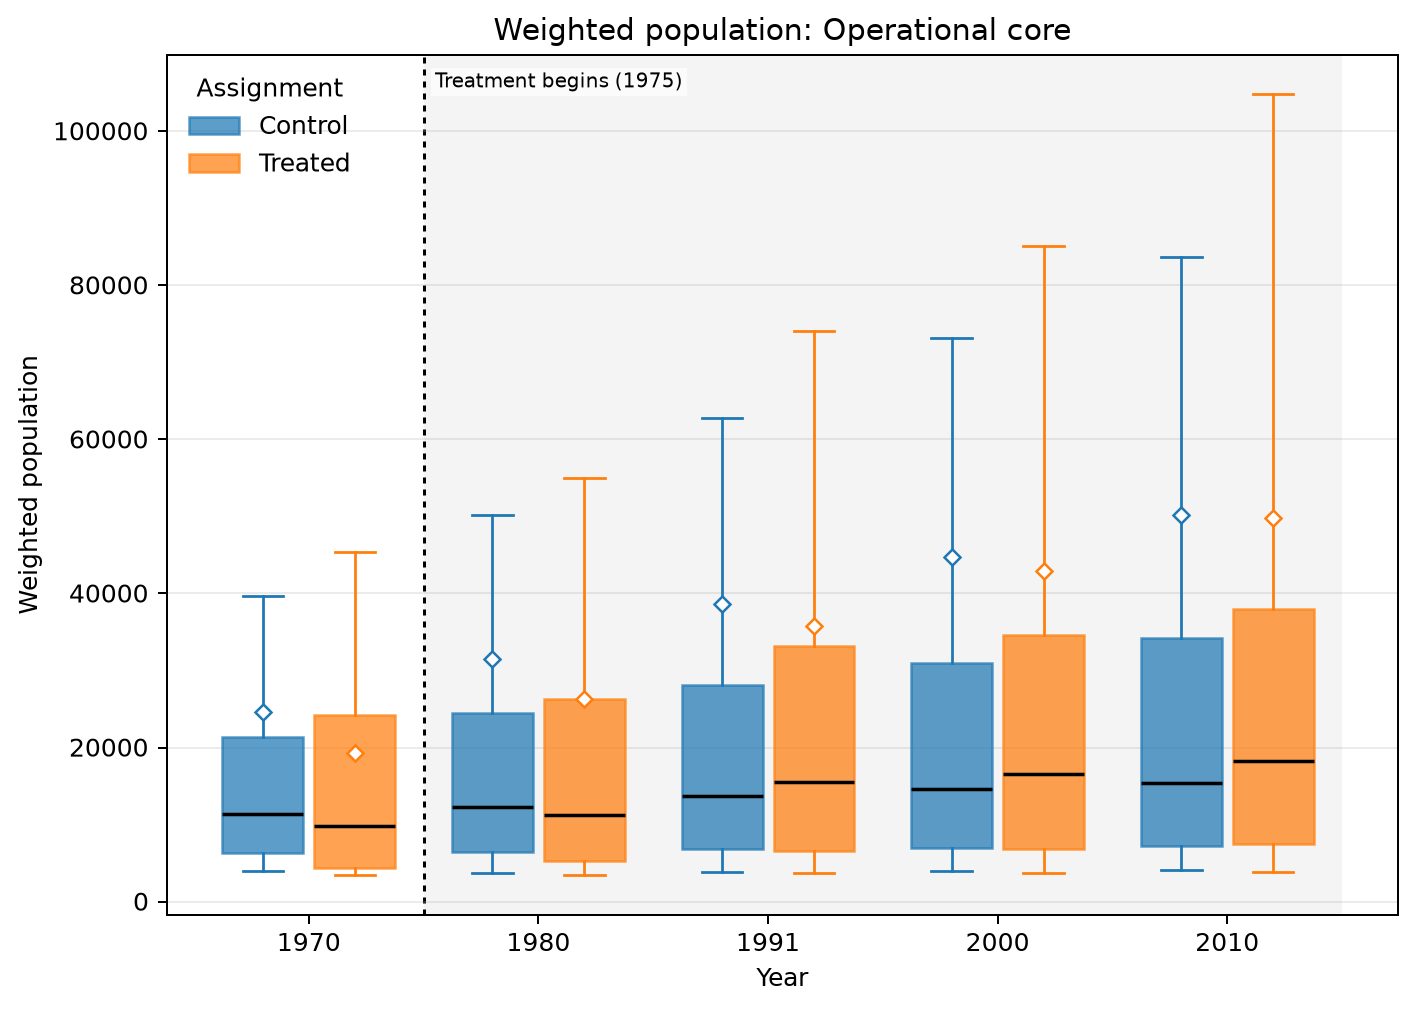 Weighted population: Operational core
Treatment begins (1975)
Assignment
Control
Treated
100000
80000
60000
40000
20000
0
Weighted population
1970
1980
1991
2000
2010
Year